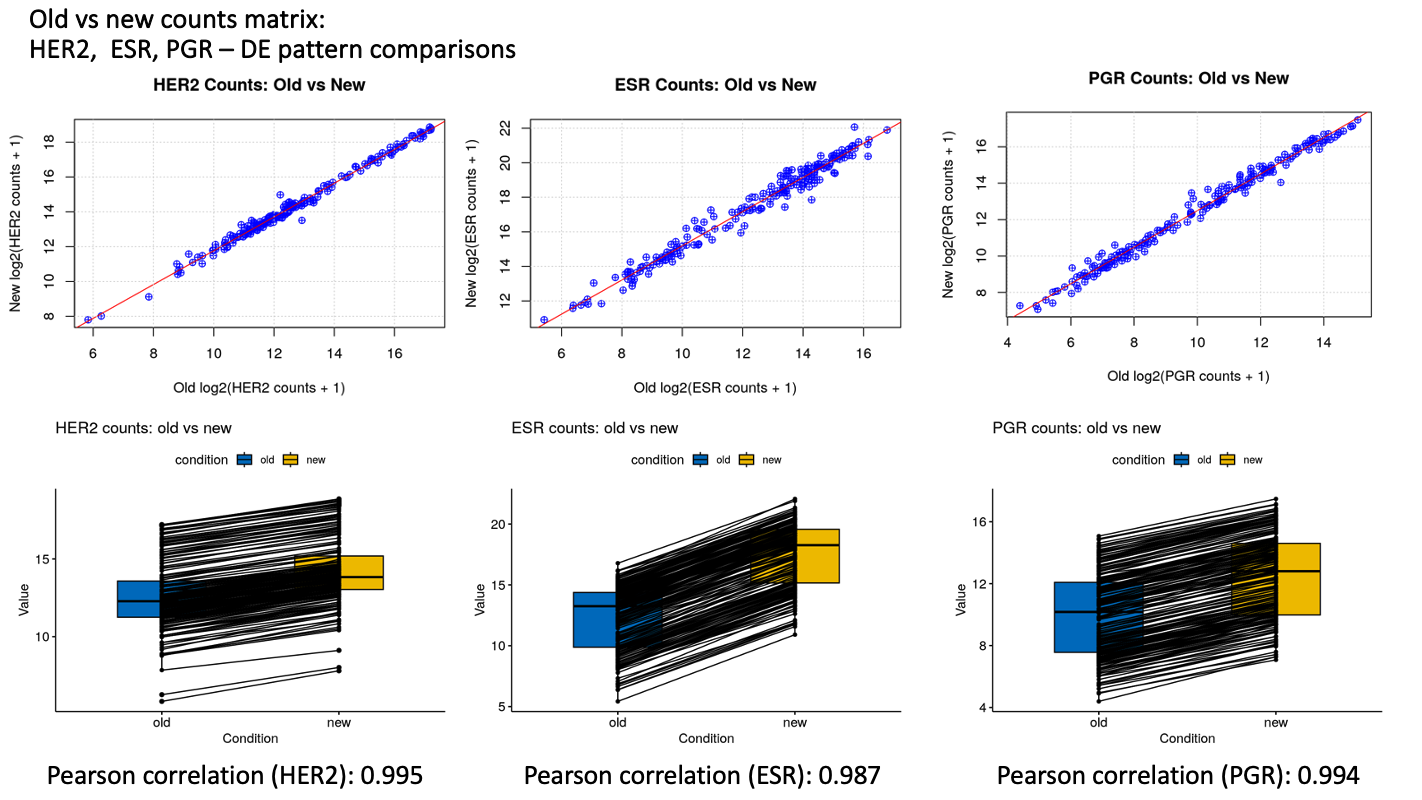 Old vs new counts matrix:
HER2,  ESR, PGR – DE pattern comparisons
HER2 Counts: Old vs New
New log2(HER2 counts + 1)
18
16
14
12
10
8
6 8 10 12 14 16
Old log2(HER2 counts + 1)
ESR Counts: Old vs New
New log2(ESR counts + 1)
22
20
18
16
14
12
6 8 10 12 14 16
Old log2(ESR counts + 1)
PGR Counts: Old vs New
New log2(PGR counts + 1)
16
14
12
10
8
4 6 8 10 12 14
Old log2(PGR counts + 1)
HER2 counts: old vs new
condition old new
Value
15
10
old new
Condition
ESR counts: old vs new
condition old new
Value
20
15
10
5
old new
Condition
PGR counts: old vs new
condition old new
Value
16
12
8
4
old new
Condition
Pearson correlation (HER2): 0.995
Pearson correlation (ESR): 0.987
Pearson correlation (PGR): 0.994